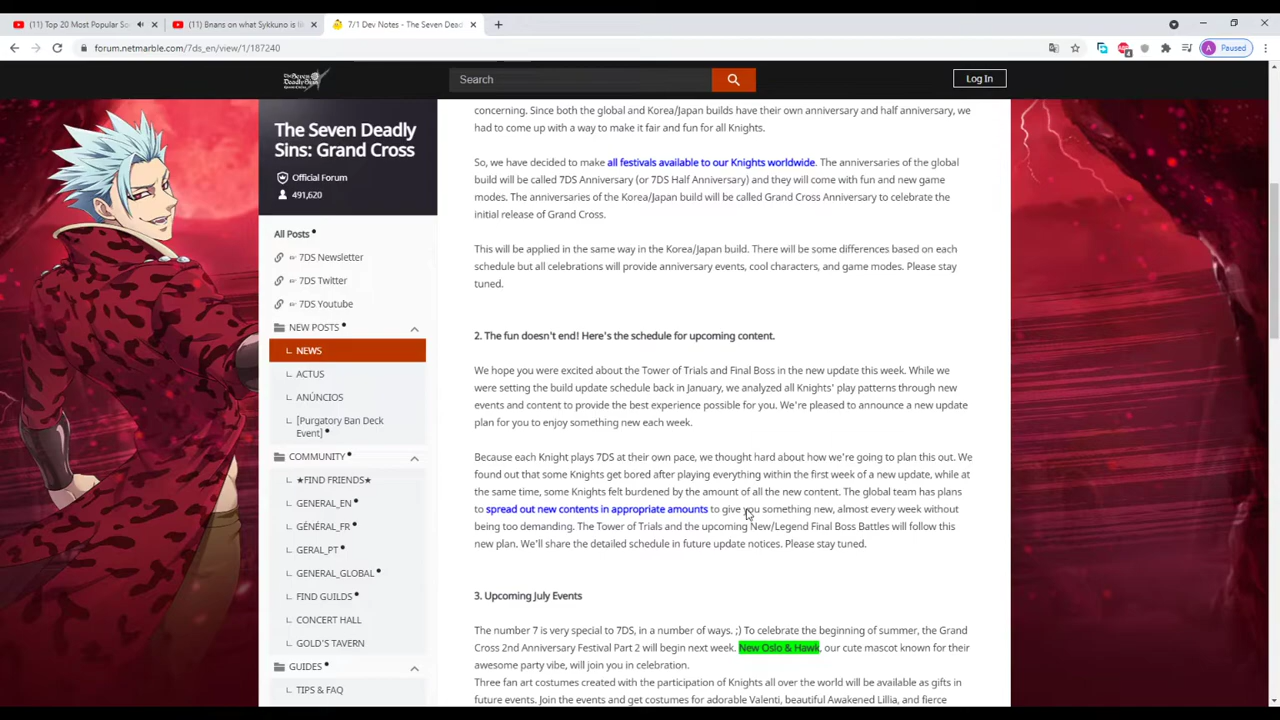 (11) Top 20 Most Popular So
(11) Bnans on what Sykkuno is li
7/1 Dev Notes - The Seven Dead
forum.netmarble.com/7ds_en/view/1/187240
A
Paused
The Seven
Deadly Sins
GRAND CROSS
Search
Log In
The Seven Deadly
Sins: Grand Cross
Official Forum
491,620
All Posts
7DS Newsletter
7DS Twitter
7DS Youtube
NEW POSTS
NEWS
ACTUS
ANÚNCIOS
[Purgatory Ban Deck
Event]
COMMUNITY
★FIND FRIENDS★
GENERAL_EN
GÉNÉRAL_FR
GERAL_PT
GENERAL_GLOBAL
FIND GUILDS
CONCERT HALL
GOLD'S TAVERN
GUIDES
TIPS & FAQ
concerning. Since both the global and Korea/Japan builds have their own anniversary and half anniversary, we
had to come up with a way to make it fair and fun for all Knights.
So, we have decided to make all festivals available to our Knights worldwide. The anniversaries of the global
build will be called 7DS Anniversary (or 7DS Half Anniversary) and they will come with fun and new game
modes. The anniversaries of the Korea/Japan build will be called Grand Cross Anniversary to celebrate the
initial release of Grand Cross.
This will be applied in the same way in the Korea/Japan build. There will be some differences based on each
schedule but all celebrations will provide anniversary events, cool characters, and game modes. Please stay
tuned.
2. The fun doesn't end! Here's the schedule for upcoming content.
We hope you were excited about the Tower of Trials and Final Boss in the new update this week. While we
were setting the build update schedule back in January, we analyzed all Knights' play patterns through new
events and content to provide the best experience possible for you. We're pleased to announce a new update
plan for you to enjoy something new each week.
Because each Knight plays 7DS at their own pace, we thought hard about how we're going to plan this out. We
found out that some Knights get bored after playing everything within the first week of a new update, while at
the same time, some Knights felt burdened by the amount of all the new content. The global team has plans
to spread out new contents in appropriate amounts to give you something new, almost every week without
being too demanding. The Tower of Trials and the upcoming New/Legend Final Boss Battles will follow this
new plan. We'll share the detailed schedule in future update notices. Please stay tuned.
3. Upcoming July Events
The number 7 is very special to 7DS, in a number of ways. ;) To celebrate the beginning of summer, the Grand
Cross 2nd Anniversary Festival Part 2 will begin next week. New Oslo & Hawk, our cute mascot known for their
awesome party vibe, will join you in celebration.
Three fan art costumes created with the participation of Knights all over the world will be available as gifts in
future events. Join the events and get costumes for adorable Valenti, beautiful Awakened Lillia, and fierce